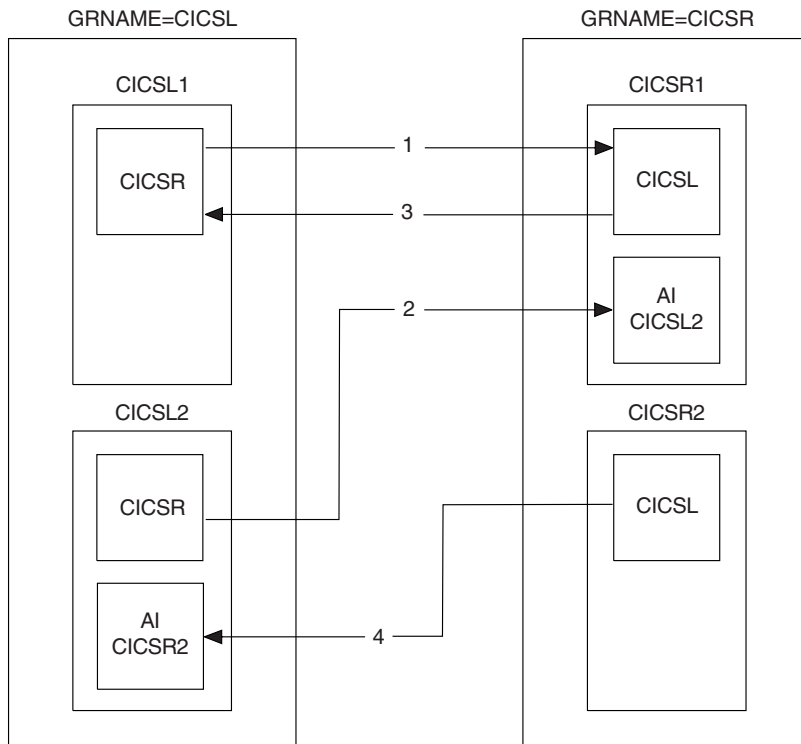 GRNAME=CICSL
GRNAME=CICSR
CICSL1
CICSR1
CICSR
1
CICSL
3
2
AI
CICSL2
CICSL2
CICSR2
CICSR
CICSL
AI
CICSR2
4